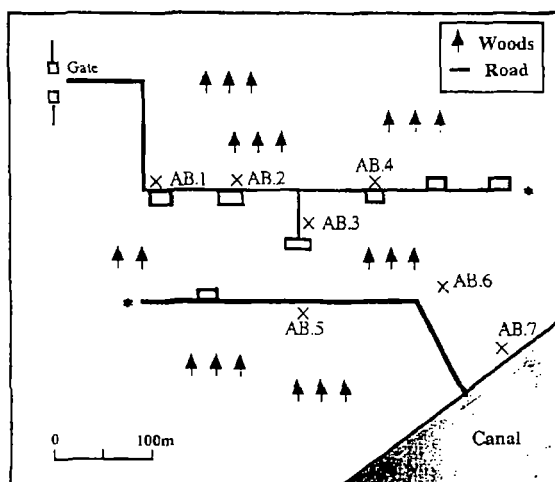 Gate
Woods
Road
AB.1
AB.2
AB.4
*
AB.3
AB.6
*
AB.5
AB.7
0 100m
Canal